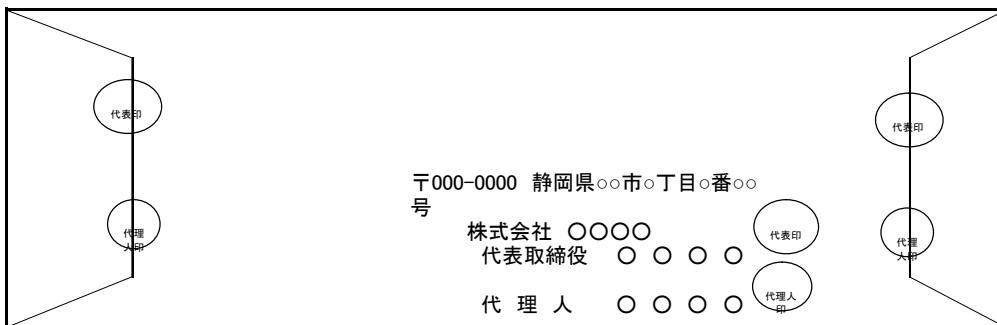 代表印
代表印
〒000-0000 静岡県○○市○丁目○番○○
号
代理
人印
株式会社 〇〇〇〇
代表印
代理
人印
代表取締役 〇 〇 〇 〇
代 理 人 〇 〇 〇 〇
代理人
印